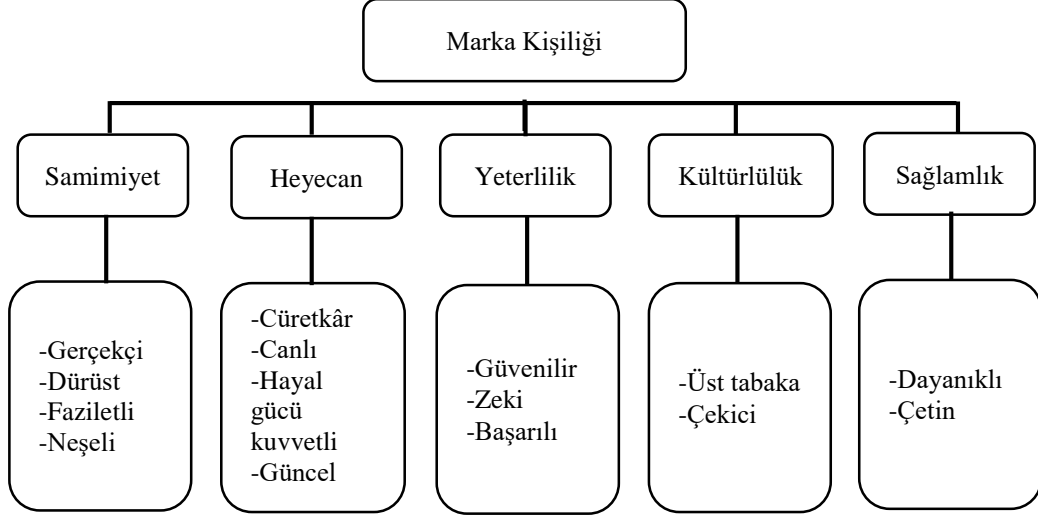 Marka Kişiliği
Samimiyet
Heyecan
Yeterlilik
Kültürlülük
Sağlamlık
-Gerçekçi
-Dürüst
-Faziletli
-Neşeli
-Cüretkâr
-Canlı
-Hayal
gücü
kuvvetli
-Güncel
-Güvenilir
-Zeki
-Başarılı
-Üst tabaka
-Çekici
-Dayanıklı
-Çetin